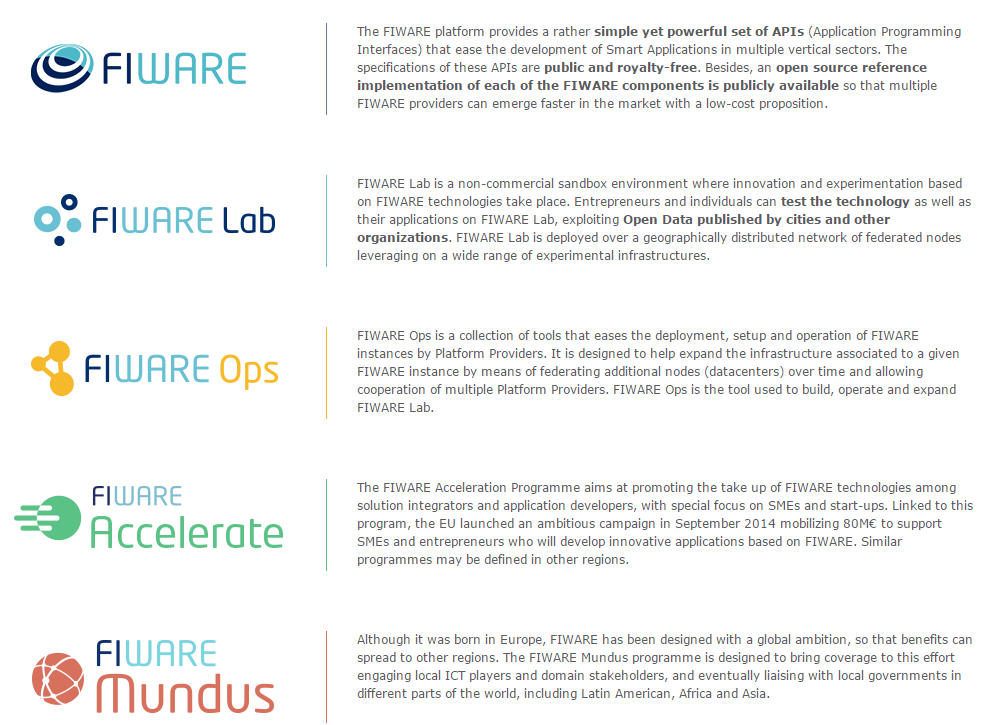 FIWARE
The FIWARE platform provides a rather simple yet powerful set of APIs (Application Programming
Interfaces) that ease the development of Smart Applications in multiple vertical sectors. The
specifications of these APIs are public and royalty-free. Besides, an open source reference
implementation of each of the FIWARE components is publicly available so that multiple
FIWARE providers can emerge faster in the market with a low-cost proposition.
FIWARE Lab
FIWARE Lab is a non-commercial sandbox environment where innovation and experimentation based
on FIWARE technologies take place. Entrepreneurs and individuals can test the technology as well as
their applications on FIWARE Lab, exploiting Open Data published by cities and other
organizations. FIWARE Lab is deployed over a geographically distributed network of federated nodes
leveraging on a wide range of experimental infrastructures.
FIWARE Ops
FIWARE Ops is a collection of tools that eases the deployment, setup and operation of FIWARE
instances by Platform Providers. It is designed to help expand the infrastructure associated to a given
FIWARE instance by means of federating additional nodes (datacenters) over time and allowing
cooperation of multiple Platform Providers. FIWARE Ops is the tool used to build, operate and expand
FIWARE Lab.
FIWARE
Accelerate
The FIWARE Acceleration Programme aims at promoting the take up of FIWARE technologies among
solution integrators and application developers, with special focus on SMEs and start-ups. Linked to this
program, the EU launched an ambitious campaign in September 2014 mobilizing 80M€ to support
SMEs and entrepreneurs who will develop innovative applications based on FIWARE. Similar
programmes may be defined in other regions.
FIWARE
Mundus
Although it was born in Europe, FIWARE has been designed with a global ambition, so that benefits can
spread to other regions. The FIWARE Mundus programme is designed to bring coverage to this effort
engaging local ICT players and domain stakeholders, and eventually liaising with local governments in
different parts of the world, including Latin American, Africa and Asia.